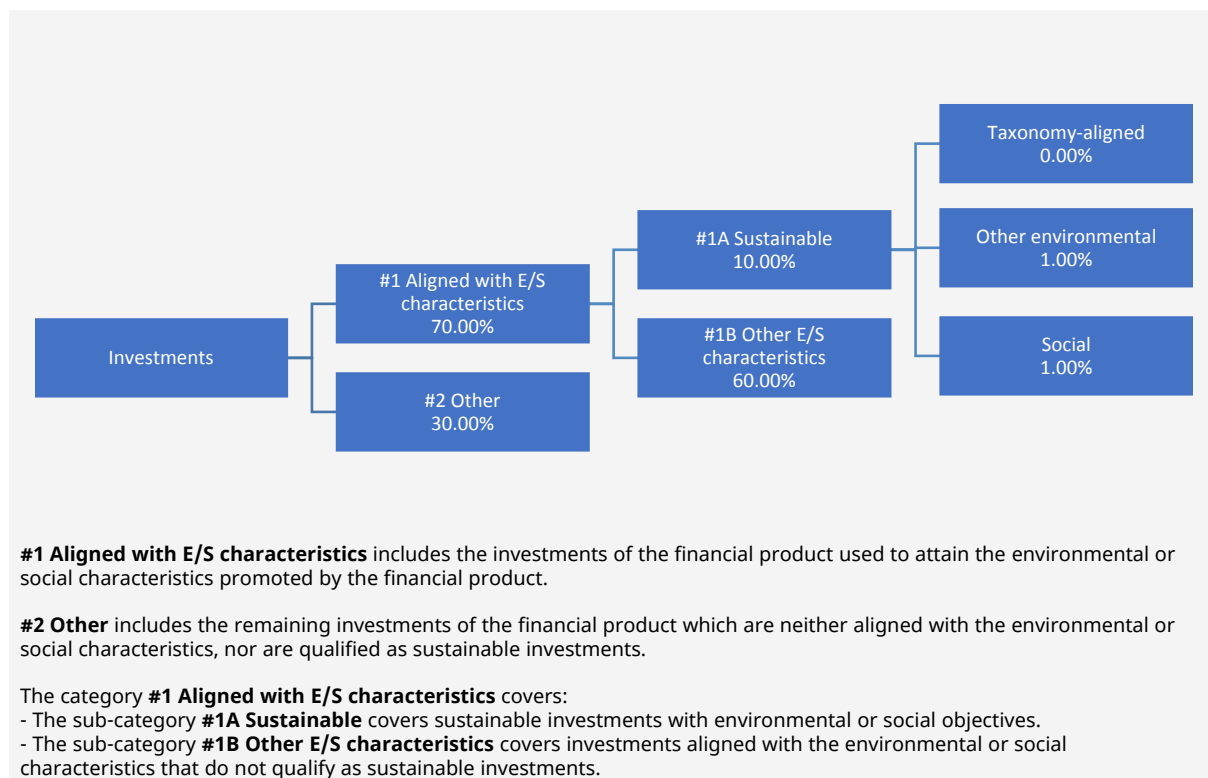 Investments
#1 Aligned with E/S
characteristics
70.00%
#2 Other
30.00%
#1A Sustainable
10.00%
#1B Other E/S
characteristics
60.00%
Taxonomy-aligned
0.00%
Other environmental
1.00%
Social
1.00%
#1 Aligned with E/S characteristics includes the investments of the financial product used to attain the environmental or
social characteristics promoted by the financial product.
#2 Other includes the remaining investments of the financial product which are neither aligned with the environmental or
social characteristics, nor are qualified as sustainable investments.
The category #1 Aligned with E/S characteristics covers:
- The sub-category #1A Sustainable covers sustainable investments with environmental or social objectives.
- The sub-category #1B Other E/S characteristics covers investments aligned with the environmental or social
characteristics that do not qualify as sustainable investments.